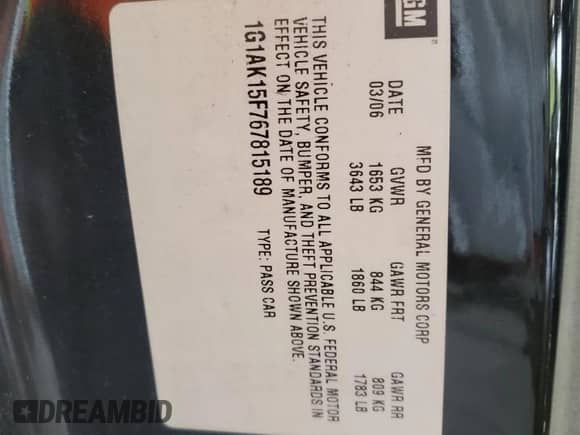 GM
MFD BY GENERAL MOTORS CORP
DATE GVWR GAWR FRT GAWR RR
03/06 1653 KG 844 KG 809 KG
3643 LB 1860 LB 1783 LB
THIS VEHICLE CONFORMS TO ALL APPLICABLE U.S. FEDERAL MOTOR
VEHICLE SAFETY, BUMPER, AND THEFT PREVENTION STANDARDS IN
EFFECT ON THE DATE OF MANUFACTURE SHOWN ABOVE.
1G1AK15F767815189 TYPE: PASS CAR
DREAMBID